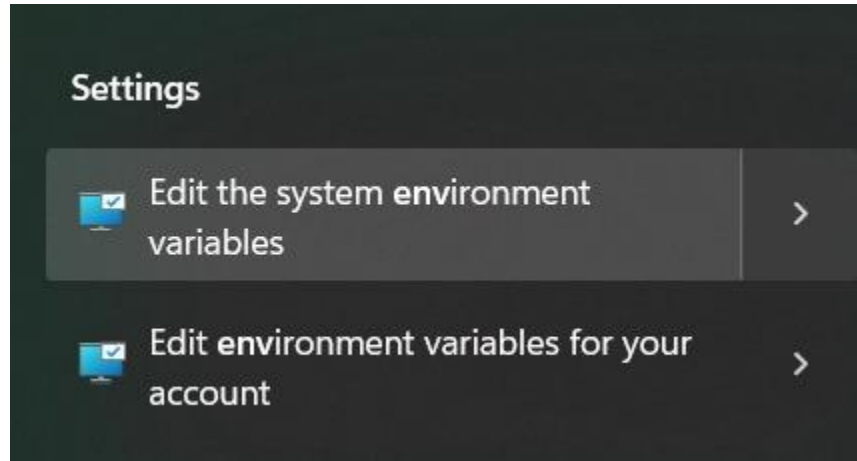 Settings
Edit the system environment
variables
Edit environment variables for your
account